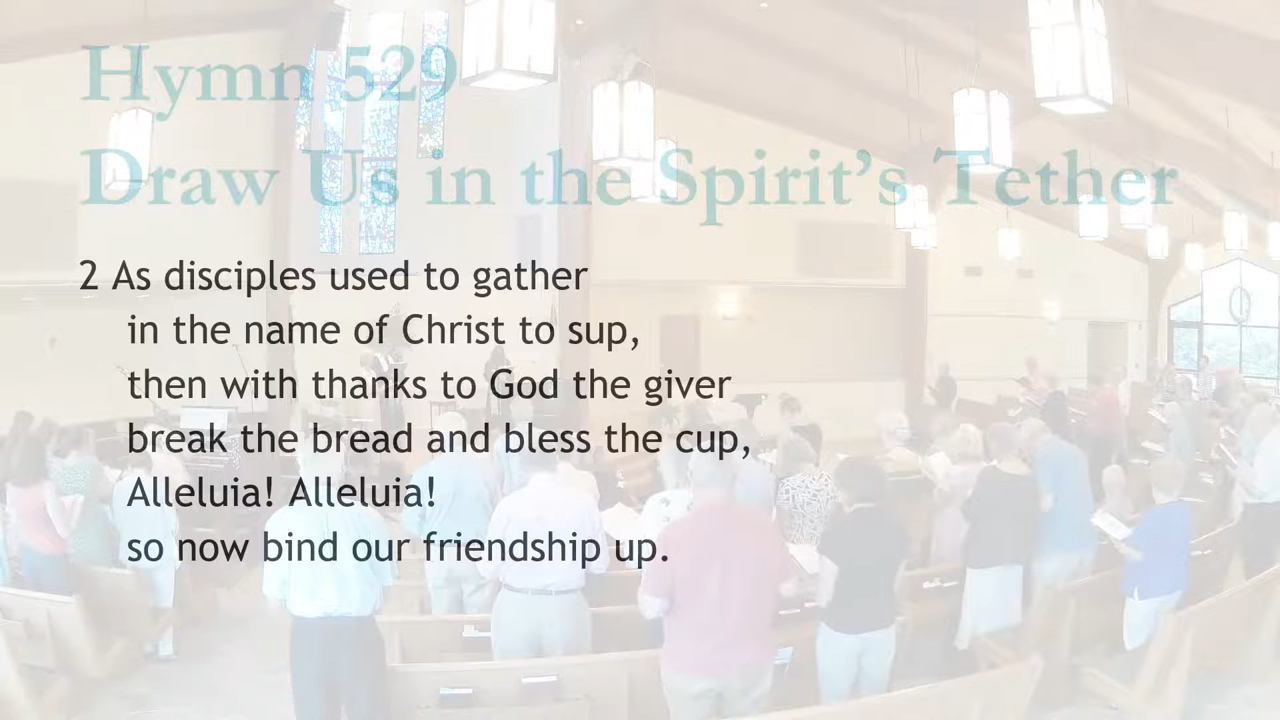 Hymn 529
Draw Us in the Spirit’s Tether
2 As disciples used to gather
in the name of Christ to sup,
then with thanks to God the giver
break the bread and bless the cup,
Alleluia! Alleluia!
so now bind our friendship up.